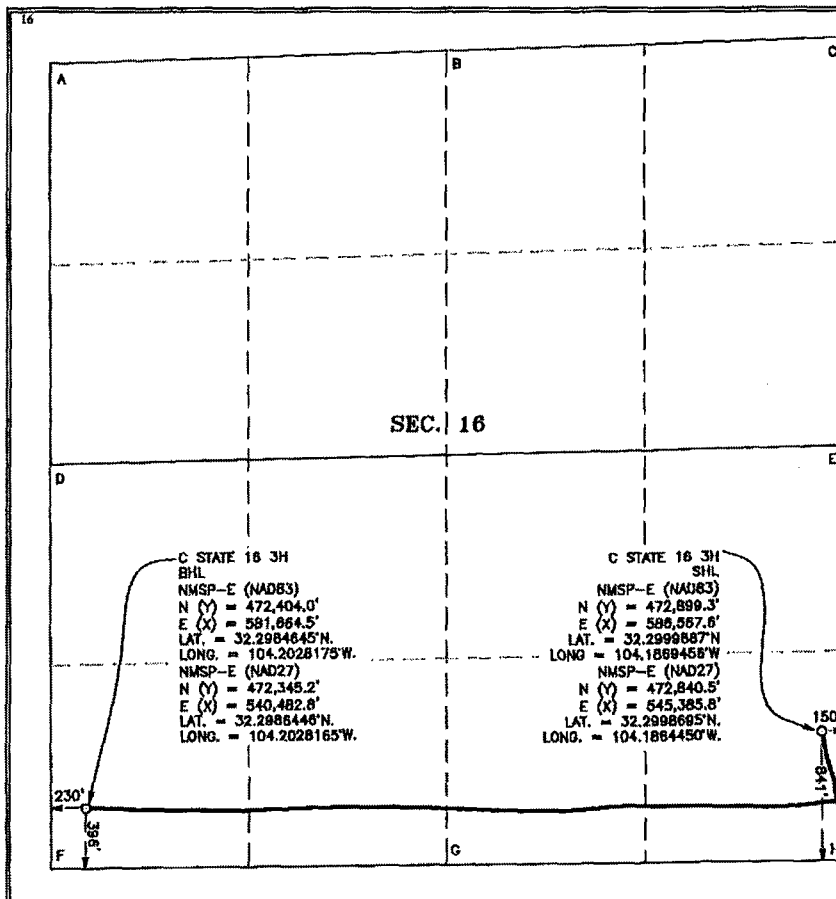 16
A
B
C
SEC. 16
D
E
C STATE 16 3H
BHL
NMSP-E (NAD83)
N (Y) = 472,404.0'
E (X) = 581,664.5'
LAT. = 32.2984645°N.
LONG. = 104.2028175°W.
NMSP-E (NAD27)
N (Y) = 472,345.2'
E (X) = 540,482.8'
LAT. = 32.2986446°N.
LONG. = 104.2028165°W.
C STATE 16 3H
SHL
NMSP-E (NAD83)
N (Y) = 472,899.3'
E (X) = 586,567.6'
LAT. = 32.2999887°N
LONG = 104.1869458°W
NMSP-E (NAD27)
N (Y) = 472,840.5'
E (X) = 545,385.8'
LAT. = 32.2998695°N.
LONG. = 104.1864450°W.
150
841'
230'
396'
F
G
H